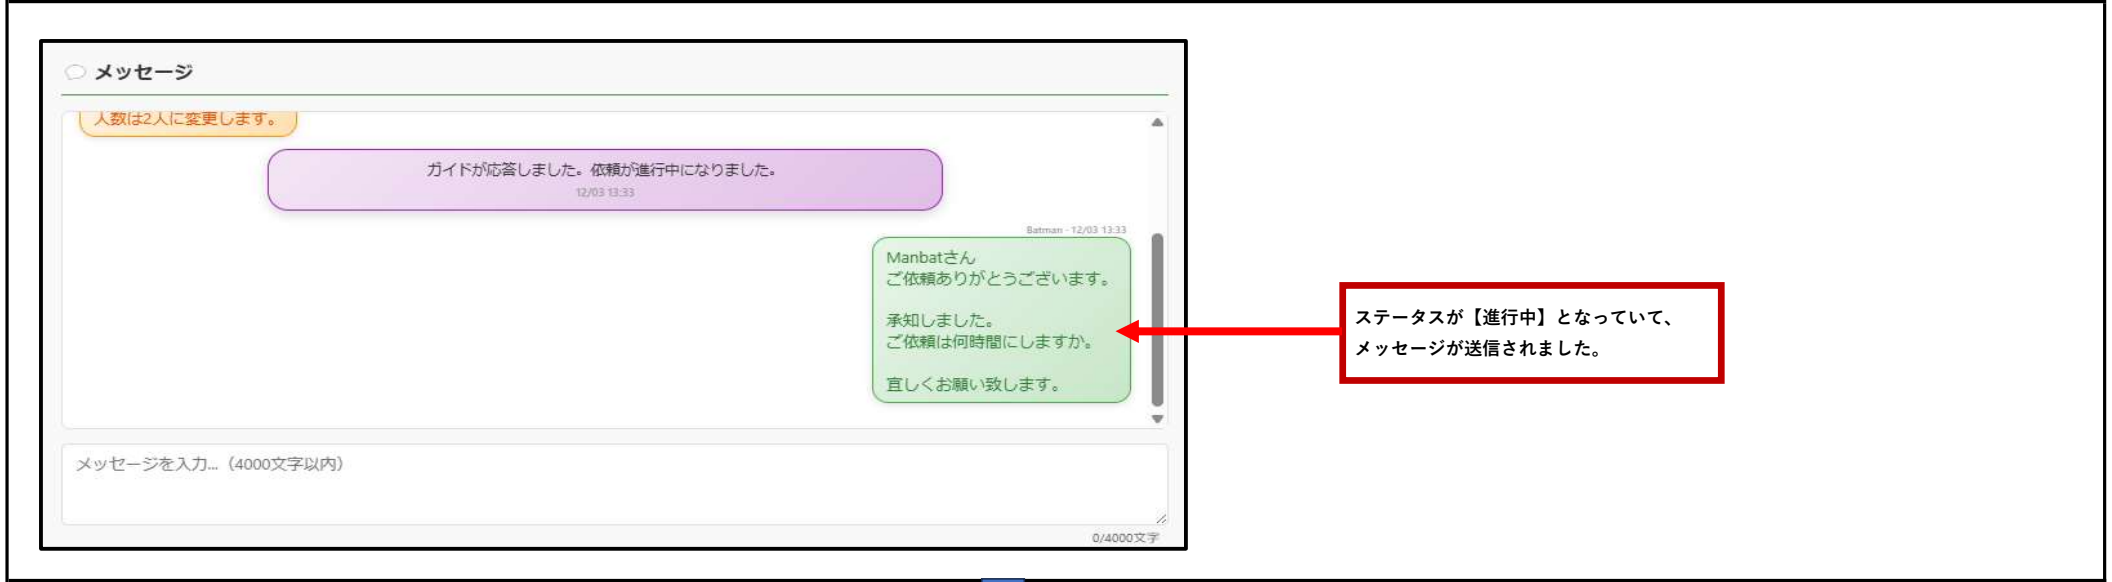 メッセージ
人数は2人に変更します。
ガイドが応答しました。依頼が進行中になりました。
12/03 13:33
Batman - 12/03 13:33
Manbatさん
ご依頼ありがとうございます。
承知しました。
ご依頼は何時間にしますか。
宜しくお願い致します。
ステータスが【進行中】となっていて、
メッセージが送信されました。
メッセージを入力...（4000文字以内）
0/4000文字